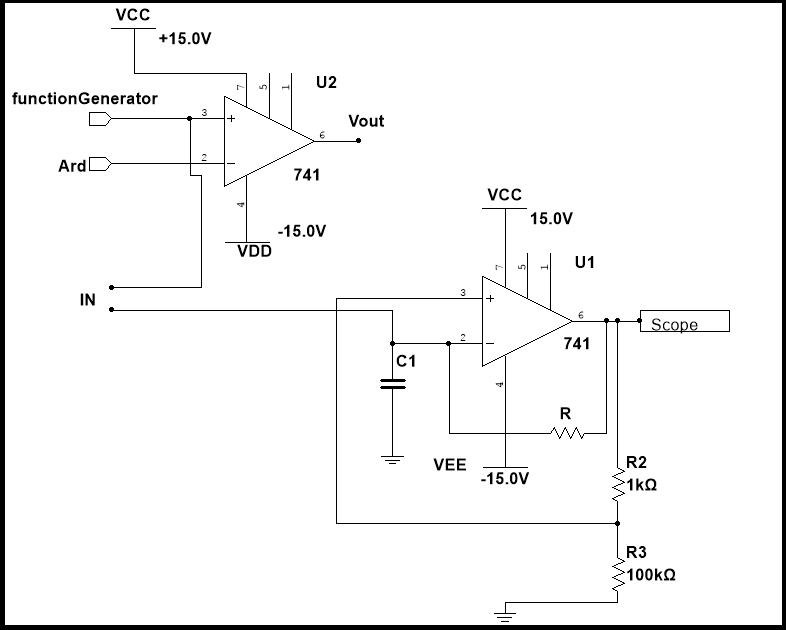 VCC
+15.0V
U2
functionGenerator
7
5
1
3
Vout
6
Ard
2
741
4
-15.0V
VDD
VCC
15.0V
IN
U1
7
5
1
3
6
Scope
2
741
C1
4
R
VEE
-15.0V
R2
1kΩ
R3
100kΩ